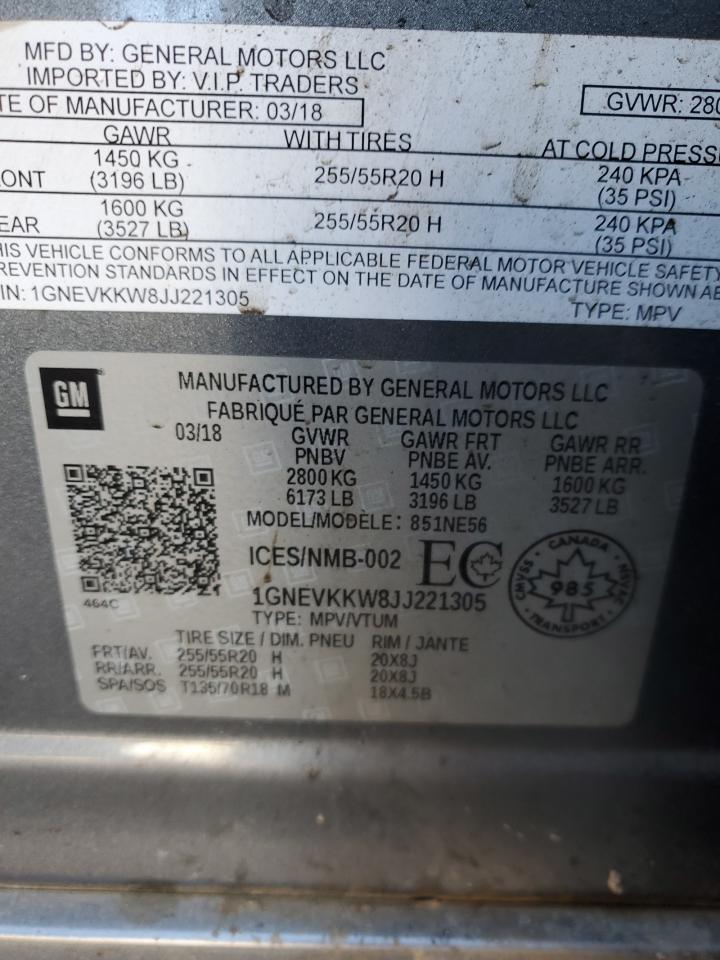 MFD BY: GENERAL MOTORS LLC
IMPORTED BY: V.I.P. TRADERS
TE OF MANUFACTURER: 03/18 GVWR: 280
GAWR WITH TIRES AT COLD PRESS
ONT 1450 KG (3196 LB) 255/55R20 H 240 KPA (35 PSI)
EAR 1600 KG (3527 LB) 255/55R20 H 240 KPA (35 PSI)
HIS VEHICLE CONFORMS TO ALL APPLICABLE FEDERAL MOTOR VEHICLE SAFETY
REVENTION STANDARDS IN EFFECT ON THE DATE OF MANUFACTURE SHOWN AB
IN: 1GNEVKKW8JJ221305 TYPE: MPV
GM
MANUFACTURED BY GENERAL MOTORS LLC
FABRIQUÉ PAR GENERAL MOTORS LLC
03/18 GVWR GAWR FRT GAWR RR
PNBV PNBE AV. PNBE ARR.
2800 KG 1450 KG 1600 KG
6173 LB 3196 LB 3527 LB
MODEL/MODÈLE: 851NE56
ICES/NMB-002 EC
CANADA
CMVSS 985 NSVAC
TRANSPORT
464C
1GNEVKKW8JJ221305
TYPE: MPV/VTUM
TIRE SIZE / DIM. PNEU RIM / JANTE
FRT/AV. 255/55R20 H 20X8J
RR/ARR. 255/55R20 H 20X8J
SPA/SOS T135/70R18 M 18X4.5B